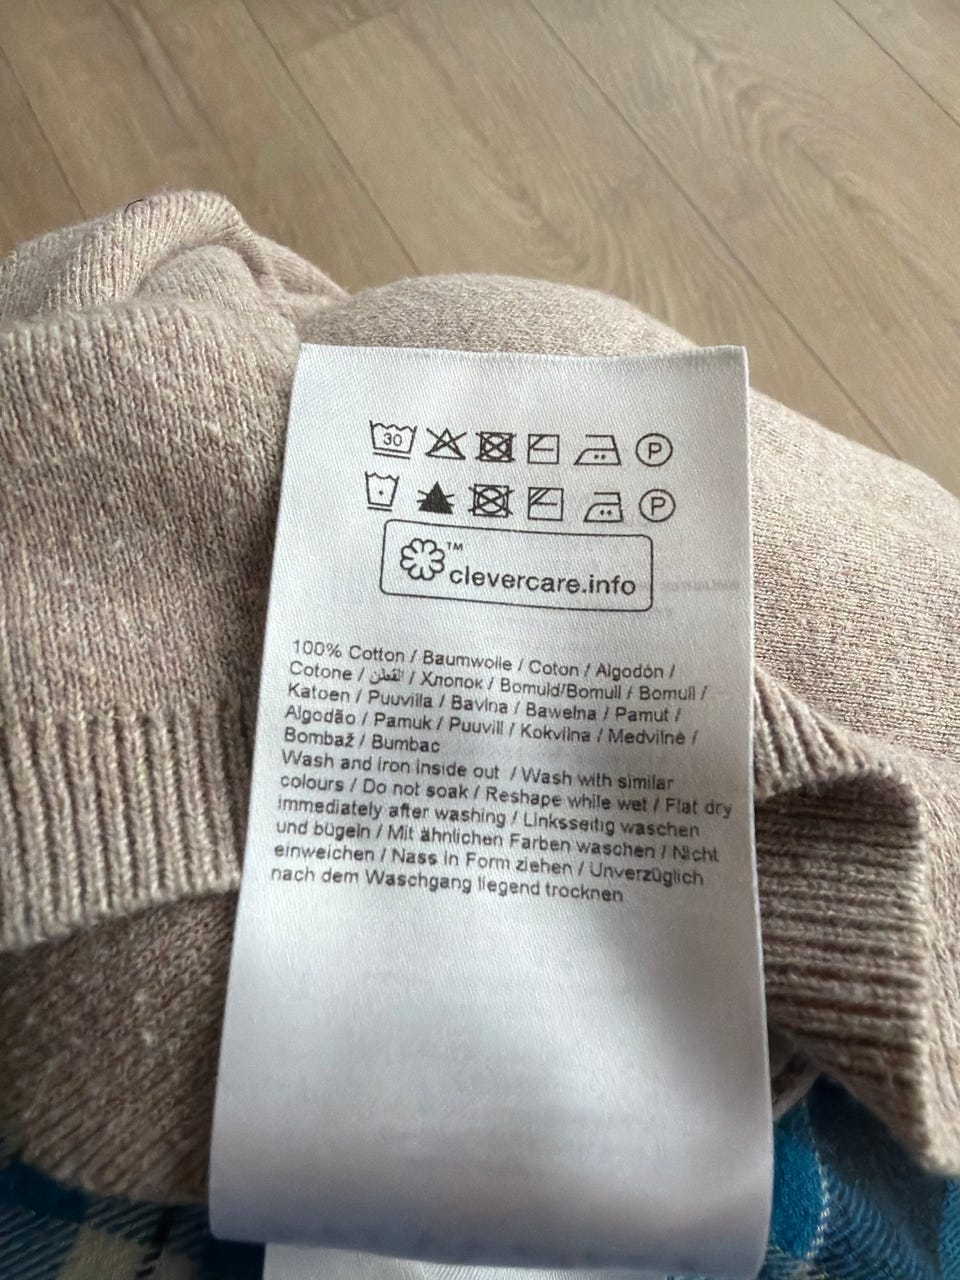 30 P
P
™
clevercare.info
100% Cotton / Baumwolle / Coton / Algodón /
Cotone / القطن / Хлопок / Bomuld/Bomull / Bomull /
Katoen / Puuvilla / Bavlna / Bawełna / Pamut /
Algodão / Pamuk / Puuvill / Kokvilna / Medvilnė /
Bombaž / Bumbac
Wash and iron inside out / Wash with similar
colours / Do not soak / Reshape while wet / Flat dry
immediately after washing / Linksseitig waschen
und bügeln / Mit ähnlichen Farben waschen / Nicht
einweichen / Nass in Form ziehen / Unverzüglich
nach dem Waschgang liegend trocknen